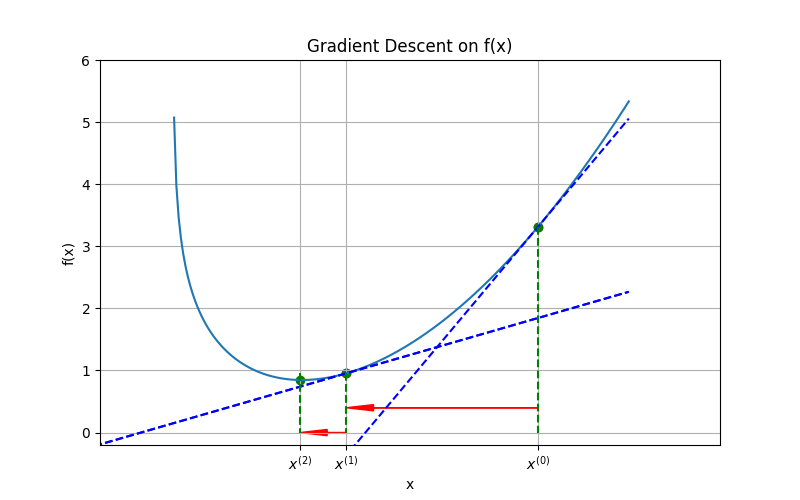 Gradient Descent on f(x)
6
5
4
3
2
1
0
f(x)
x⁽²⁾ x⁽¹⁾ x⁽⁰⁾
x